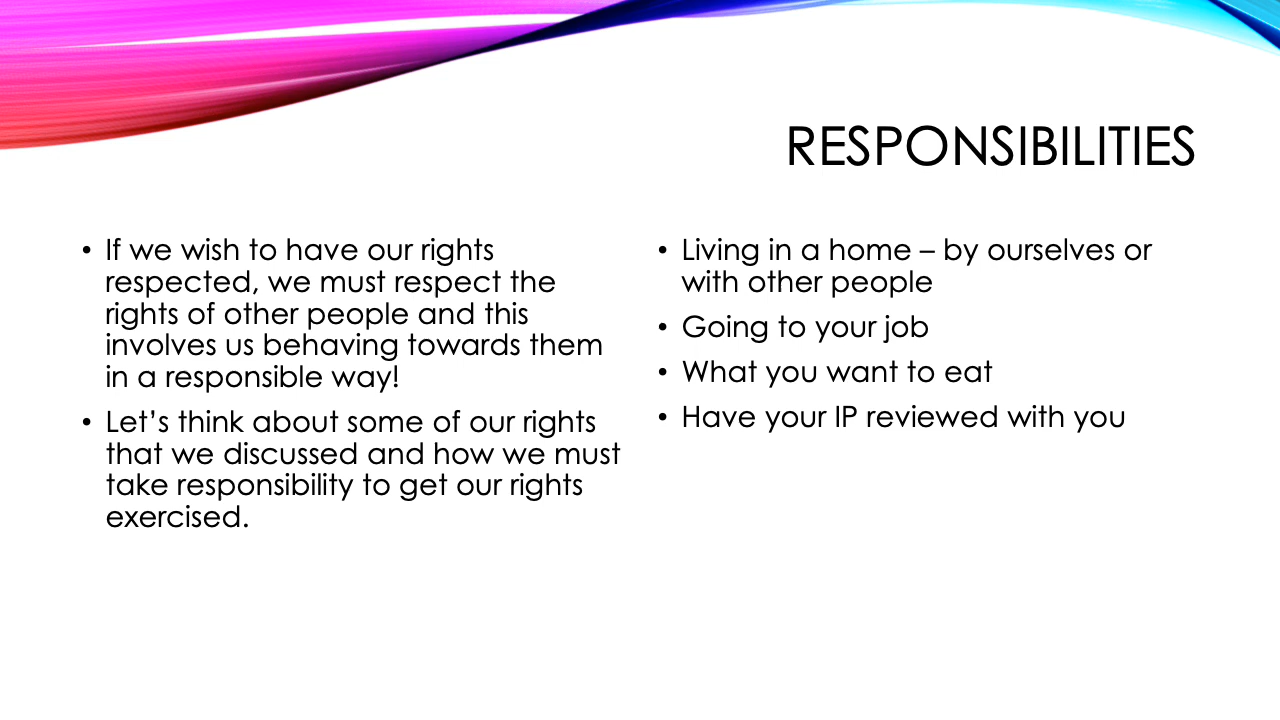 RESPONSIBILITIES
• If we wish to have our rights
respected, we must respect the
rights of other people and this
involves us behaving towards them
in a responsible way!
• Let’s think about some of our rights
that we discussed and how we must
take responsibility to get our rights
exercised.
• Living in a home – by ourselves or
with other people
• Going to your job
• What you want to eat
• Have your IP reviewed with you